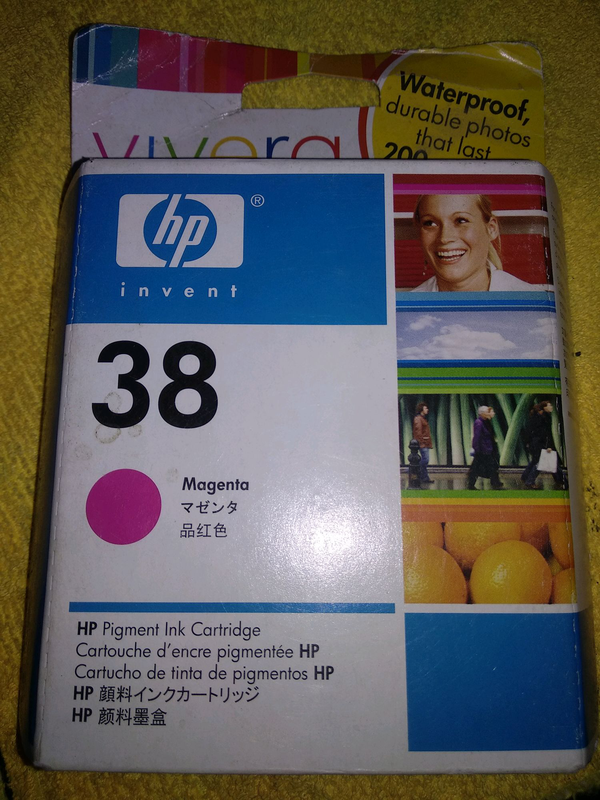 vivera
Waterproof,
durable photos
that last
200
hp®
invent
38
Magenta
マゼンタ
品红色
HP Pigment Ink Cartridge
Cartouche d'encre pigmentée HP
Cartucho de tinta de pigmentos HP
HP 顔料インクカートリッジ
HP 颜料墨盒